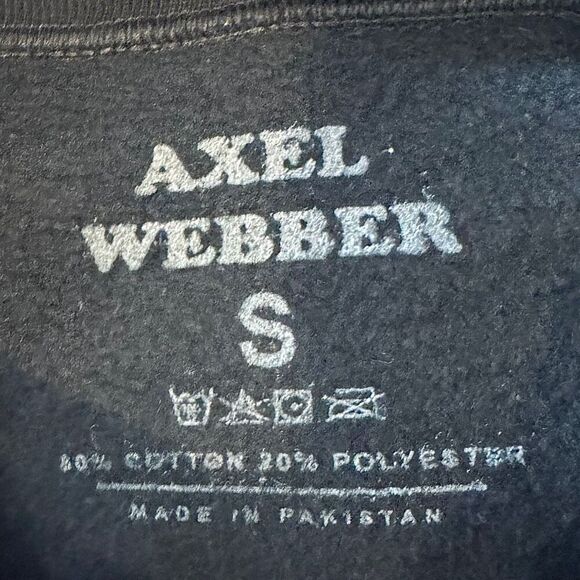 AXEL
WEBBER
S
80% COTTON 20% POLYESTER
MADE IN PAKISTAN